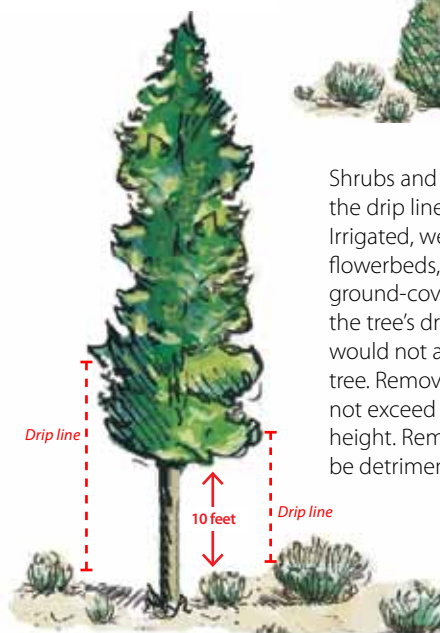 Shrubs and
the drip line
Irrigated, we
flowerbeds,
ground-cov
the tree's dr
would not a
tree. Remov
not exceed
height. Rem
be detrimen
Drip line
10 feet
Drip line